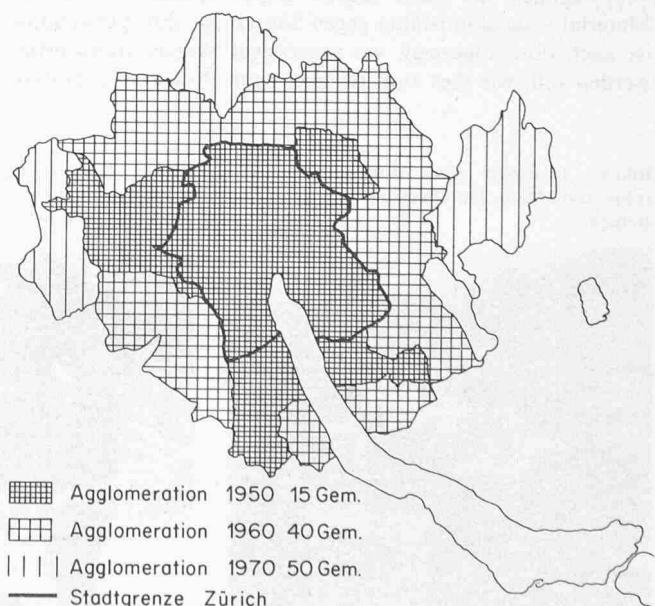 Agglomeration 1950 15 Gem.
Agglomeration 1960 40 Gem.
Agglomeration 1970 50 Gem.
Stadtgrenze Zürich